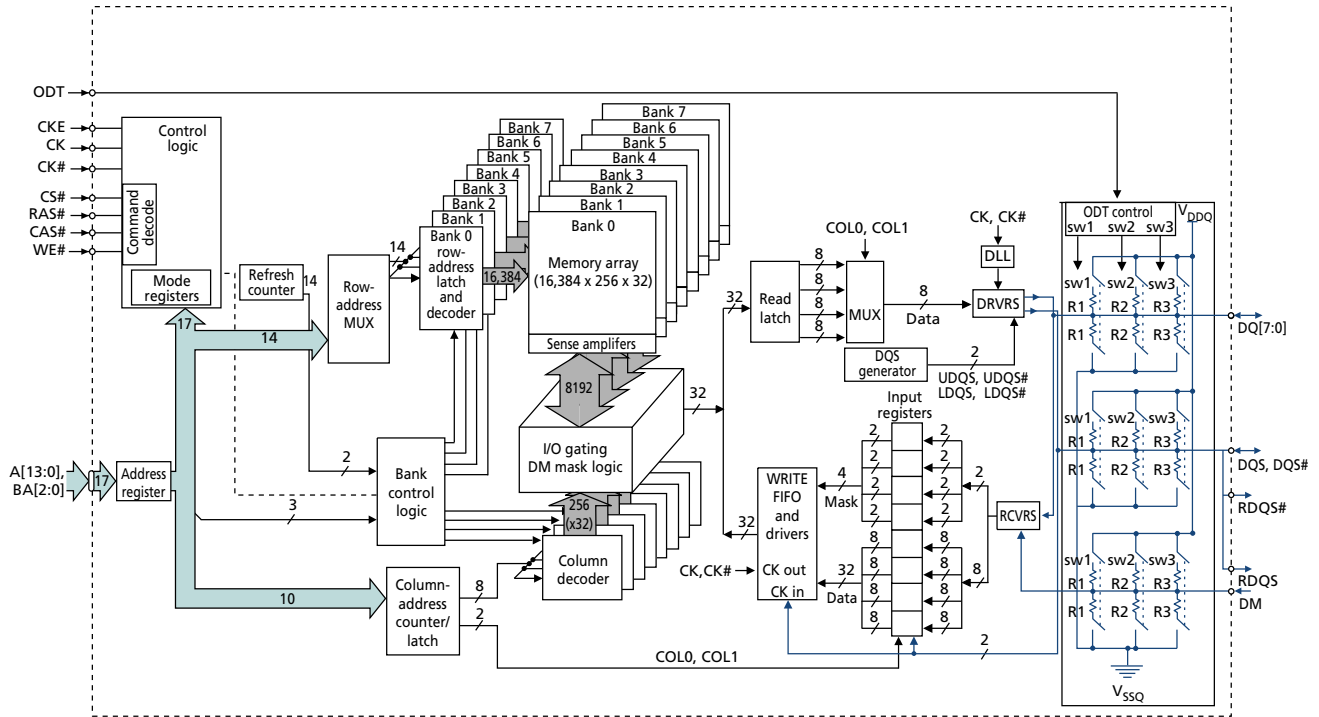 ODT
CKE
CK
CK#
CS#
RAS#
CAS#
WE#
Control
logic
Command
decode
Mode
registers
Refresh
counter
14
17
14
Row-
address
MUX
14
Bank 7
Bank 6
Bank 5
Bank 4
Bank 3
Bank 2
Bank 1
Bank 0
row-
address
latch
and
decoder
16,384
Bank 7
Bank 6
Bank 5
Bank 4
Bank 3
Bank 2
Bank 1
Bank 0
Memory array
(16,384 x 256 x 32)
Sense amplifers
8192
I/O gating
DM mask logic
256
(x32)
Column
decoder
A[13:0],
BA[2:0]
17
Address
register
2
3
Bank
control
logic
10
Column-
address
counter/
latch
8
2
COL0, COL1
32
32
32
Read
latch
8
8
8
8
COL0, COL1
MUX
8
Data
CK, CK#
DLL
DRVRS
DQS
generator
2
UDQS, UDQS#
LDQS, LDQS#
Input
registers
2
2
2
2
8
8
8
8
2
2
2
2
8
8
8
8
4
Mask
32
Data
WRITE
FIFO
and
drivers
CK out
CK in
CK,CK#
2
8
RCVRS
2
ODT control
sw1 sw2 sw3
VDDQ
sw1 sw2 sw3
R1 R2 R3
R1 R2 R3
sw1 sw2 sw3
R1 R2 R3
R1 R2 R3
sw1 sw2 sw3
R1 R2 R3
R1 R2 R3
VSSQ
DQ[7:0]
DQS, DQS#
RDQS#
RDQS
DM